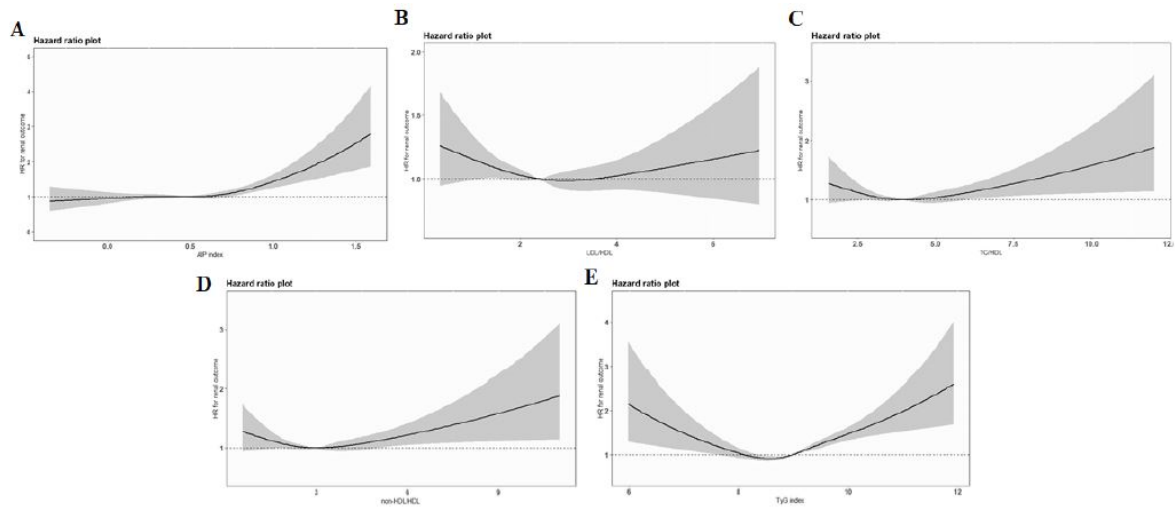 A
Hazard ratio plot
HR for renal outcome
0.0
0.5
1.0
1.5
AIP index
B
Hazard ratio plot
2.0
1.5
1.0
HR for renal outcome
2
4
6
LDL/HDL
C
Hazard ratio plot
3
2
1
HR for renal outcome
2.5
5.0
7.5
10.0
TC/HDL
D
Hazard ratio plot
3
2
1
HR for renal outcome
3
6
9
non-HDL/HDL
E
Hazard ratio plot
4
3
2
1
HR for renal outcome
6
8
10
12
TyG index